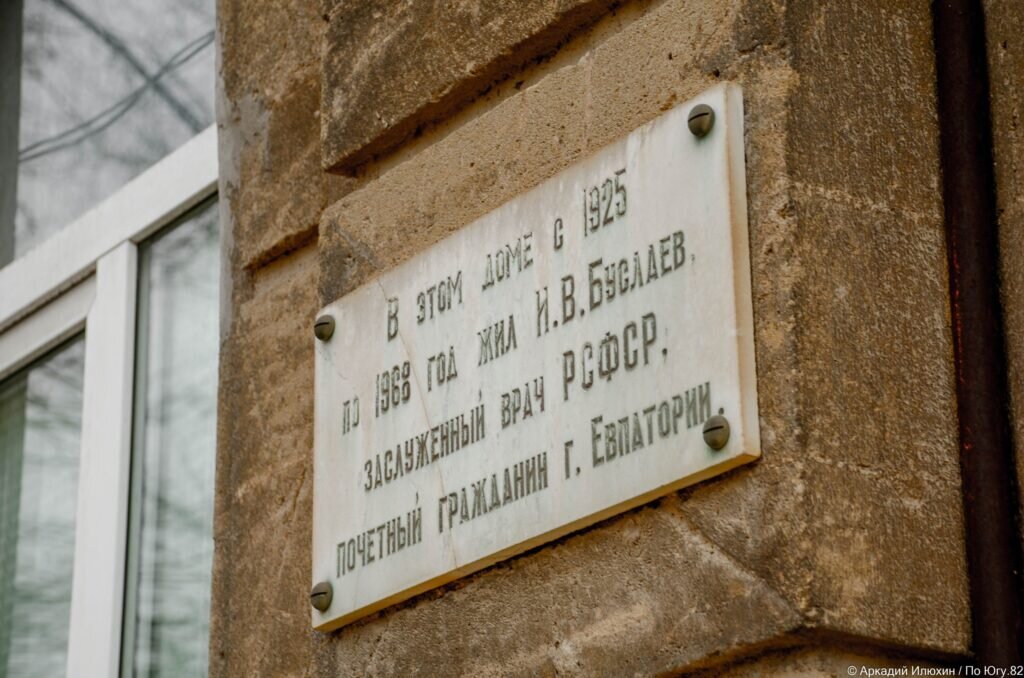 В этом доме с 1925
по 1968 год жил И.В.Буслаев,
заслуженный врач РСФСР,
почетный гражданин г. Евпатории.
© Аркадий Илюхин / По Югу.82